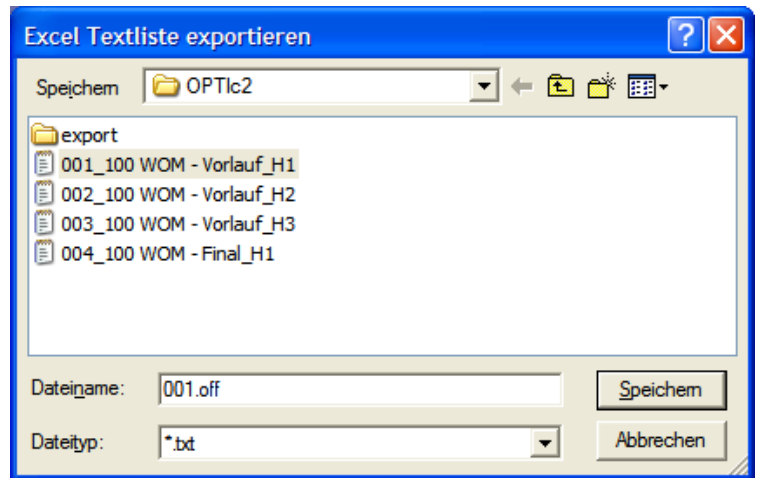 Excel Textliste exportieren
Speichern OPTIc2
export
001_100 WOM - Vorlauf_H1
002_100 WOM - Vorlauf_H2
003_100 WOM - Vorlauf_H3
004_100 WOM - Final_H1
Dateiname: 001.off Speichern
Dateityp: *.txt Abbrechen